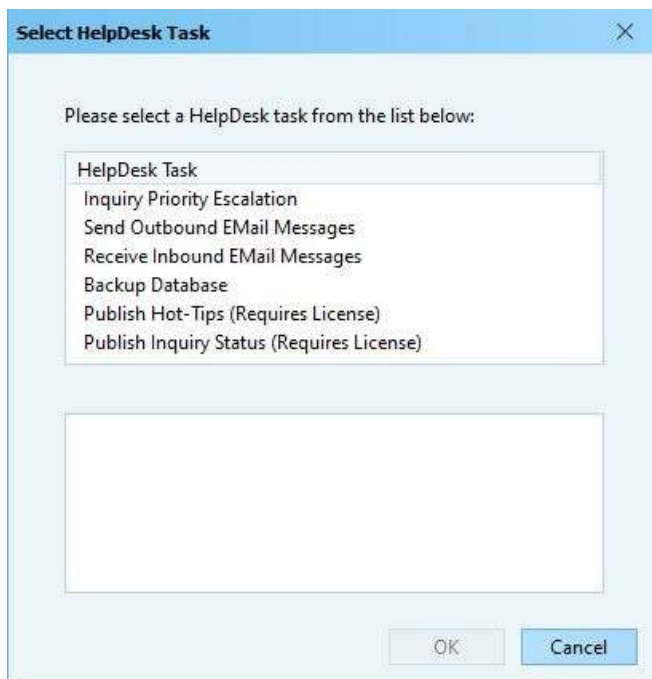 Select HelpDesk Task
Please select a HelpDesk task from the list below:
HelpDesk Task
Inquiry Priority Escalation
Send Outbound EMail Messages
Receive Inbound EMail Messages
Backup Database
Publish Hot-Tips (Requires License)
Publish Inquiry Status (Requires License)
OK
Cancel